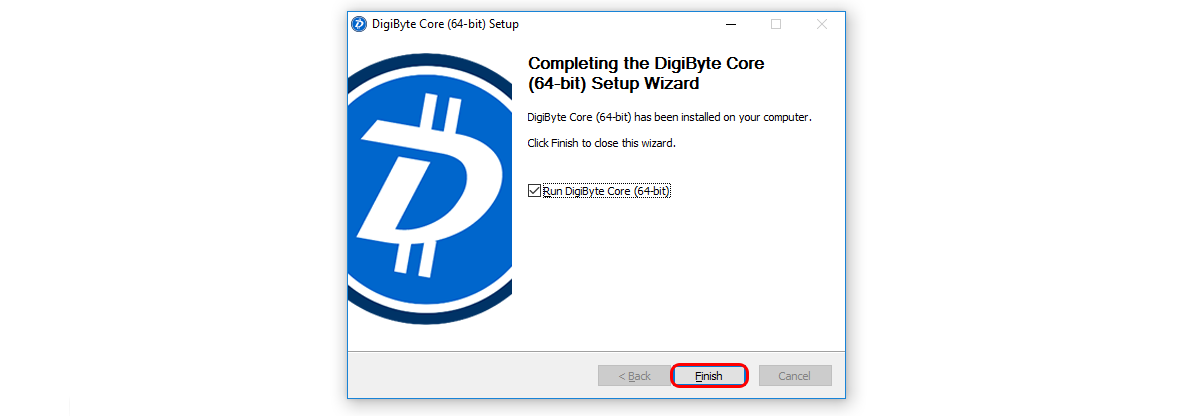 DigiByte Core (64-bit) Setup
Completing the DigiByte Core
(64-bit) Setup Wizard
DigiByte Core (64-bit) has been installed on your computer.
Click Finish to close this wizard.
Run DigiByte Core (64-bit)
< Back
Finish
Cancel